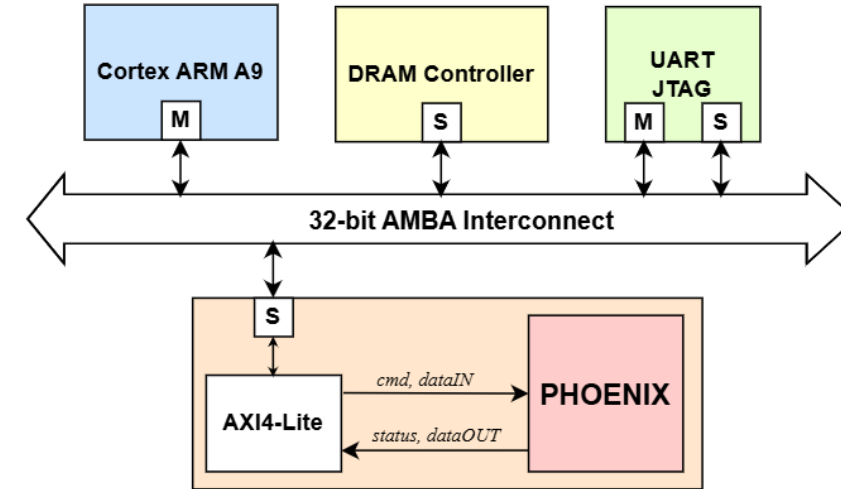 Cortex ARM A9
M
DRAM Controller
S
UART
JTAG
M
S
32-bit AMBA Interconnect
S
AXI4-Lite
cmd, dataIN
status, dataOUT
PHOENIX